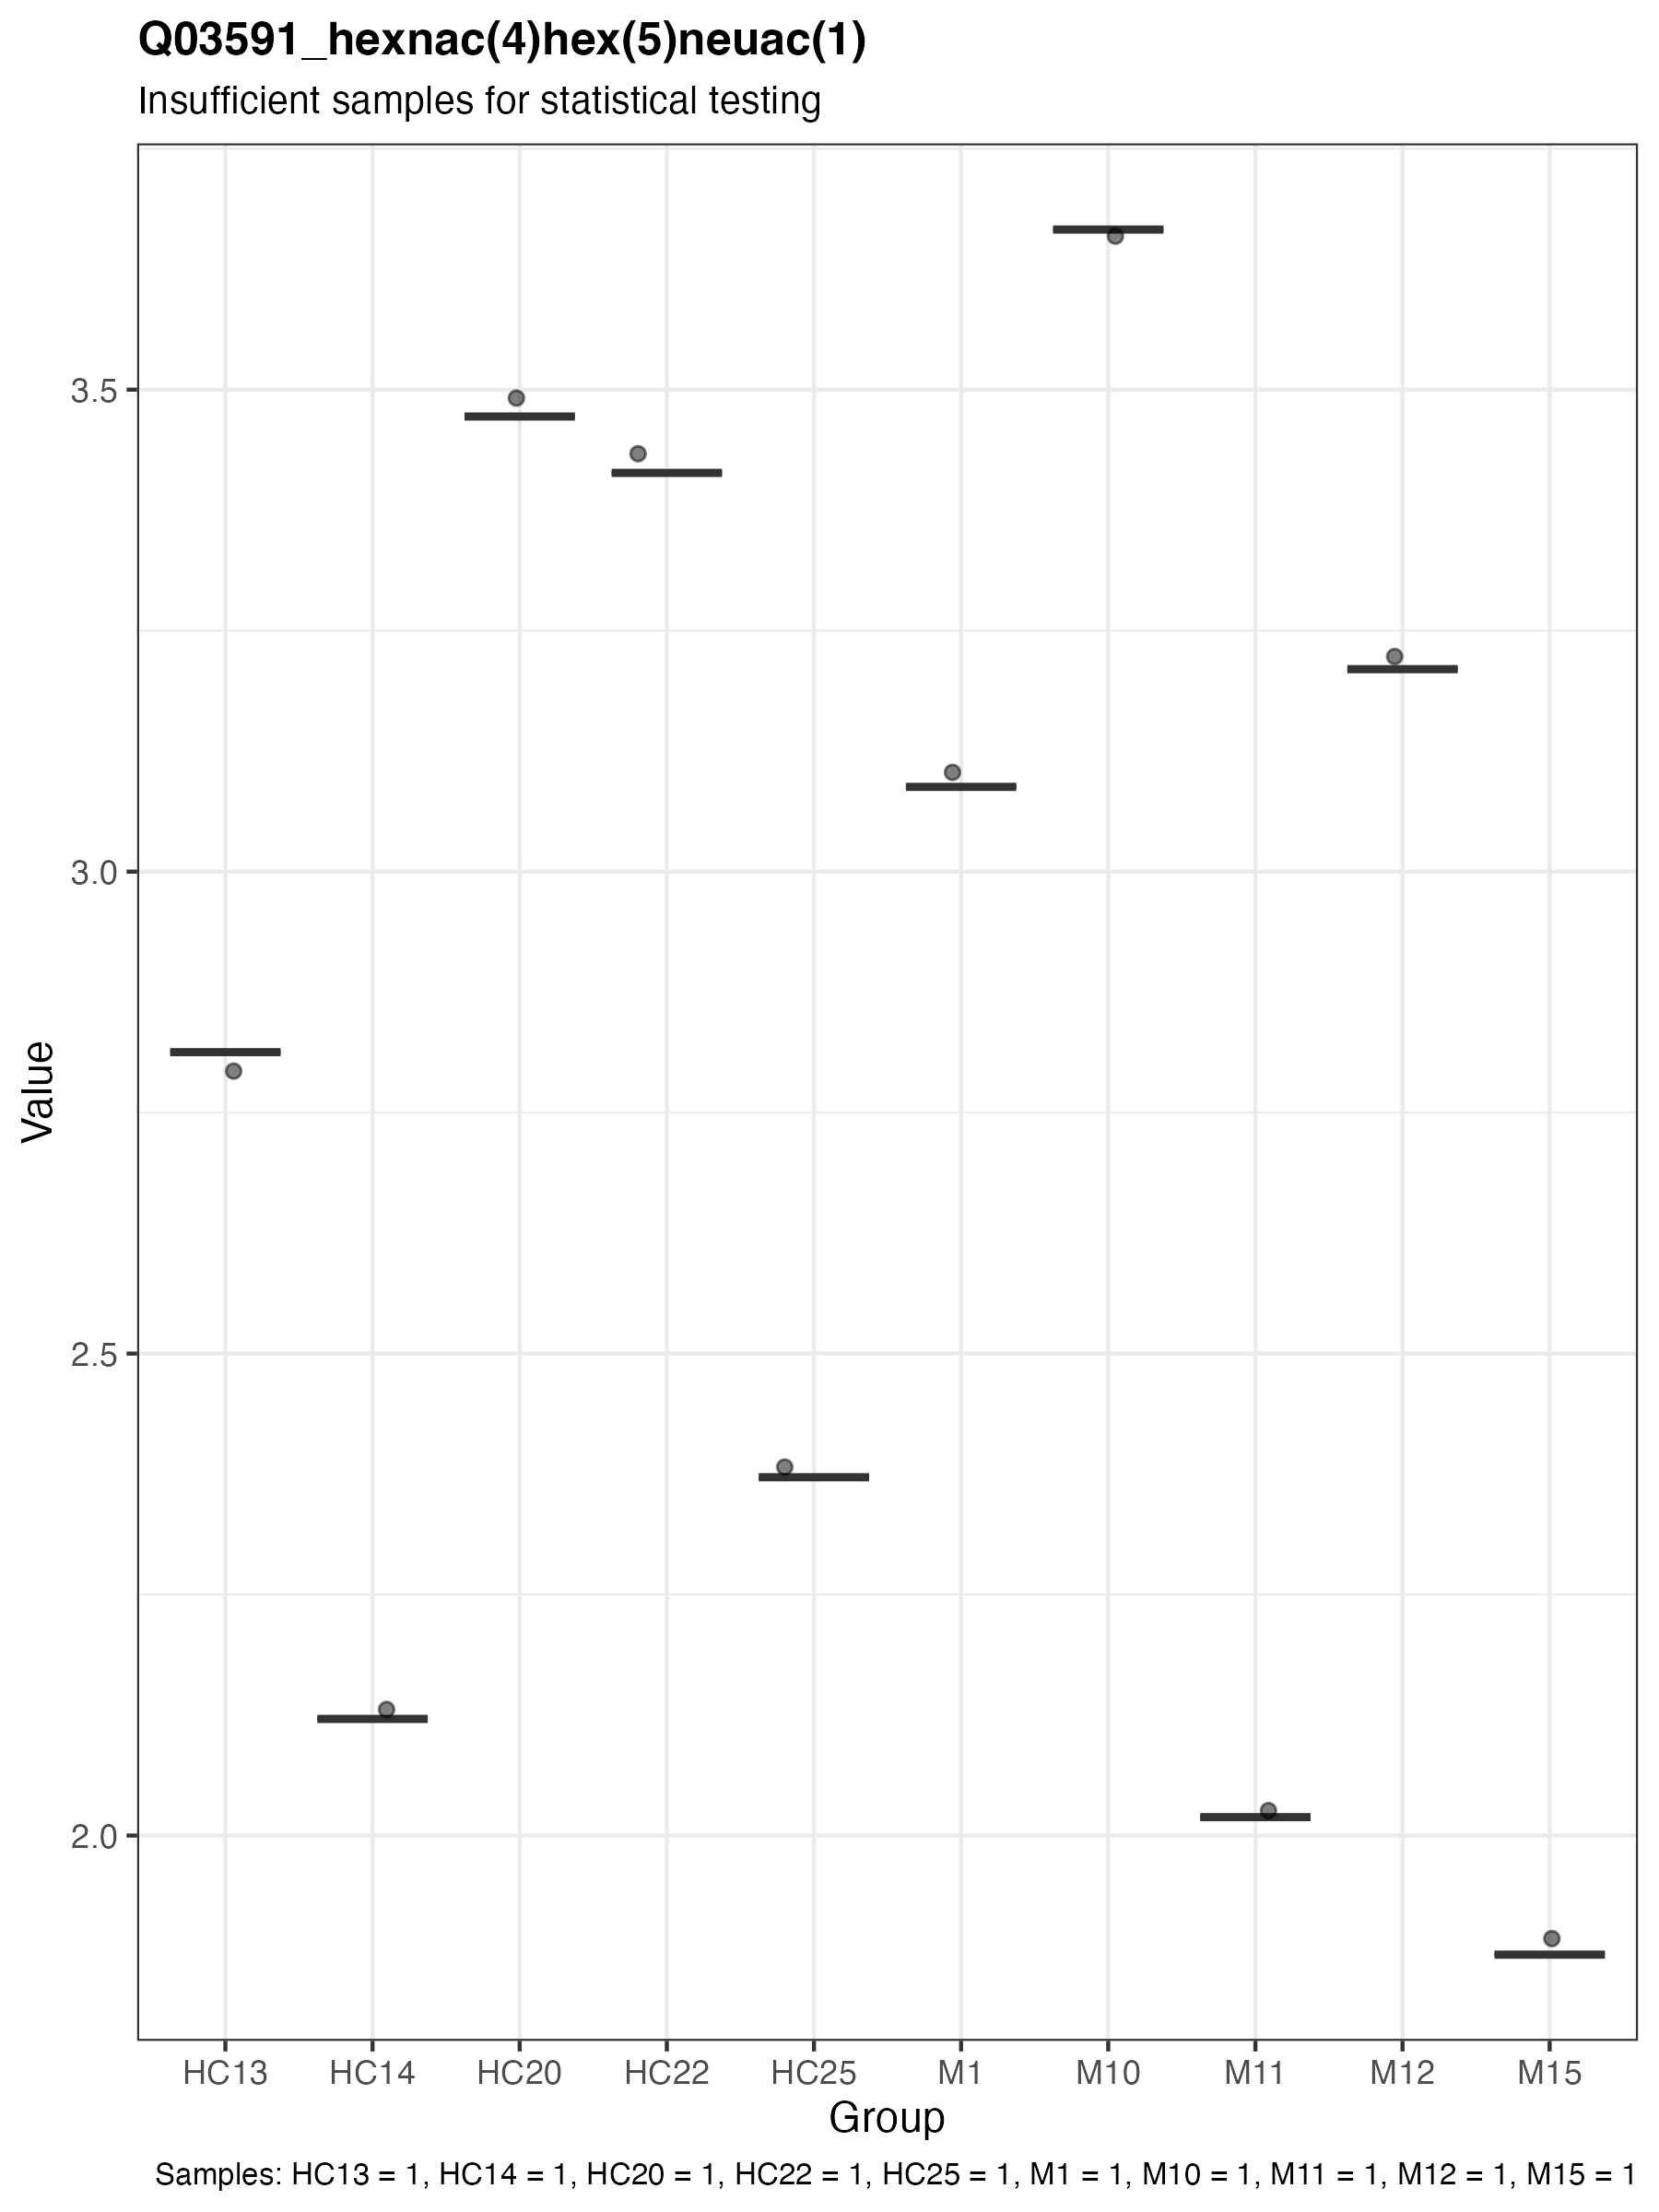 Q03591_hexnac(4)hex(5)neuac(1)
Insufficient samples for statistical testing
3.5
3.0
2.5
2.0
Value
HC13 HC14 HC20 HC22 HC25 M1 M10 M11 M12 M15
Group
Samples: HC13 = 1, HC14 = 1, HC20 = 1, HC22 = 1, HC25 = 1, M1 = 1, M10 = 1, M11 = 1, M12 = 1, M15 = 1